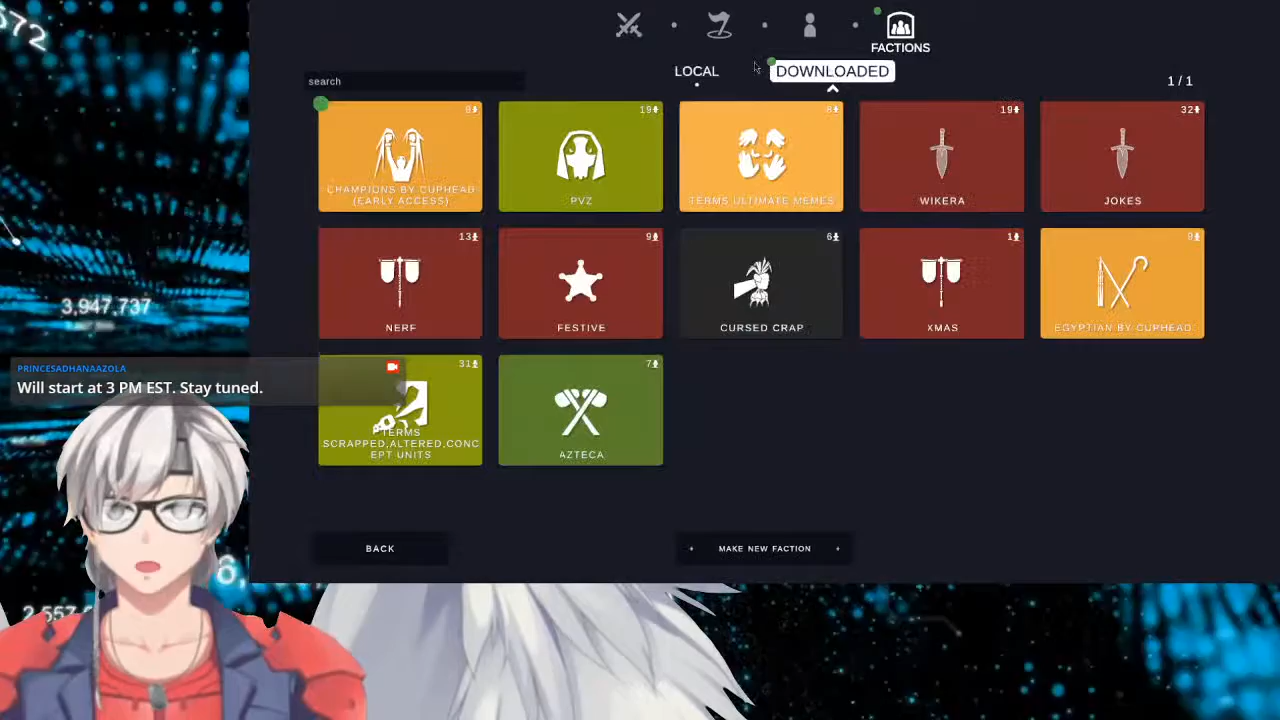 572
FACTIONS
search
LOCAL
DOWNLOADED
1 / 1
9
CHAMPIONS BY CUPHEAD
(EARLY ACCESS)
19
PVZ
8
TERMS ULTIMATE MEMES
19
WIKERA
32
JOKES
13
NERF
9
FESTIVE
6
CURSED CRAP
1
XMAS
9
EGYPTIAN BY CUPHEAD
3,947,737
PRINCESADHANAAZOLA
Will start at 3 PM EST. Stay tuned.
31
TERMS
SCRAPPED,ALTERED,CONC
EPT UNITS
7
AZTECA
BACK
MAKE NEW FACTION